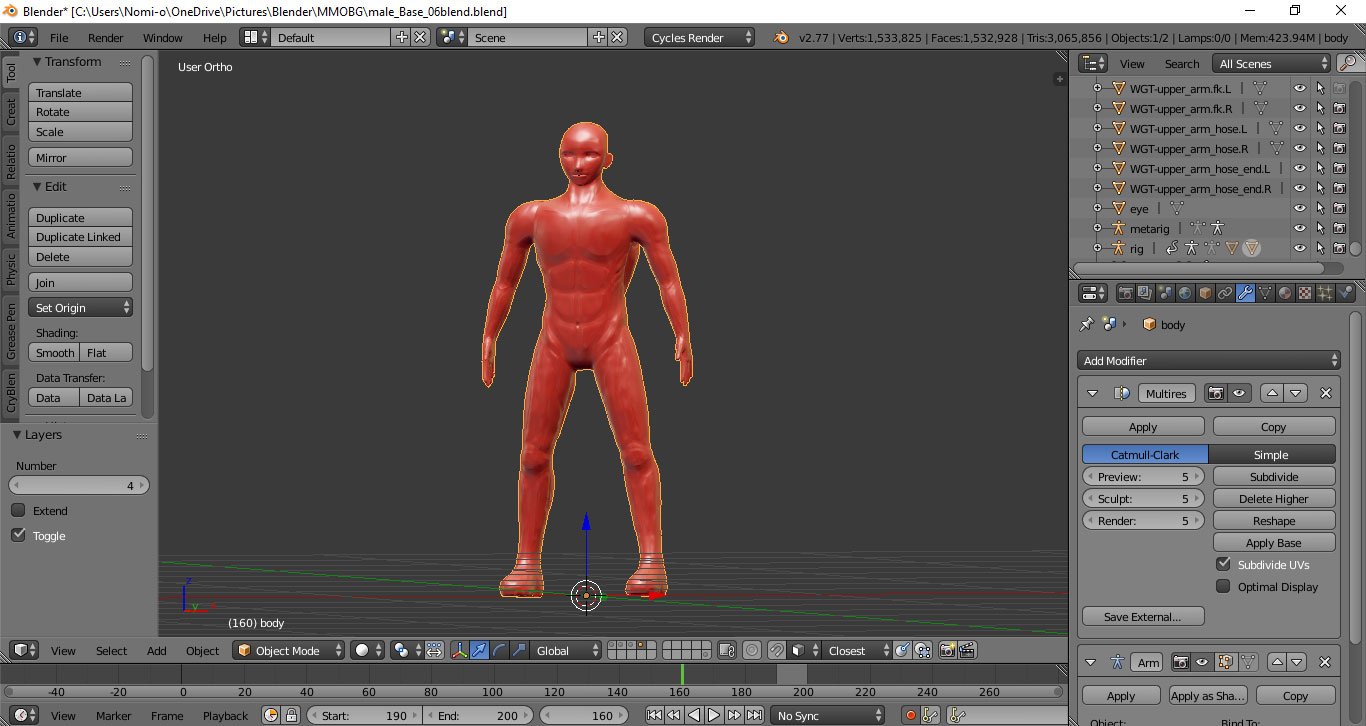 Blender* [C:\Users\Nomi-o\OneDrive\Pictures\Blender\MMOBG\male_Base_06blend.blend]
File Render Window Help Default Scene Cycles Render v2.77 | Verts:1,533,825 | Faces:1,532,928 | Tris:3,065,856 | Objects:1/2 | Lamps:0/0 | Mem:423.94M | body
Tool
Creat
Relatio
Animatio
Physic
Grease Pen
CryBlen
Transform
Translate
Rotate
Scale
Mirror
Edit
Duplicate
Duplicate Linked
Delete
Join
Set Origin
Shading:
Smooth Flat
Data Transfer:
Data Data La
Layers
Number
4
Extend
Toggle
User Ortho
z
y
(160) body
View Select Add Object Object Mode Global Closest
-40 -20 0 20 40 60 80 100 120 140 160 180 200 220 240 260
View Marker Frame Playback Start: 190 End: 200 160 No Sync
View Search All Scenes
WGT-upper_arm.fk.L
WGT-upper_arm.fk.R
WGT-upper_arm_hose.L
WGT-upper_arm_hose.R
WGT-upper_arm_hose_end.L
WGT-upper_arm_hose_end.R
eye
metarig
rig
body
Add Modifier
Multires
Apply Copy
Catmull-Clark Simple
Preview: 5 Subdivide
Sculpt: 5 Delete Higher
Render: 5 Reshape
Apply Base
Subdivide UVs
Optimal Display
Save External...
Arm
Apply Apply as Sha... Copy
Object: Bind To: